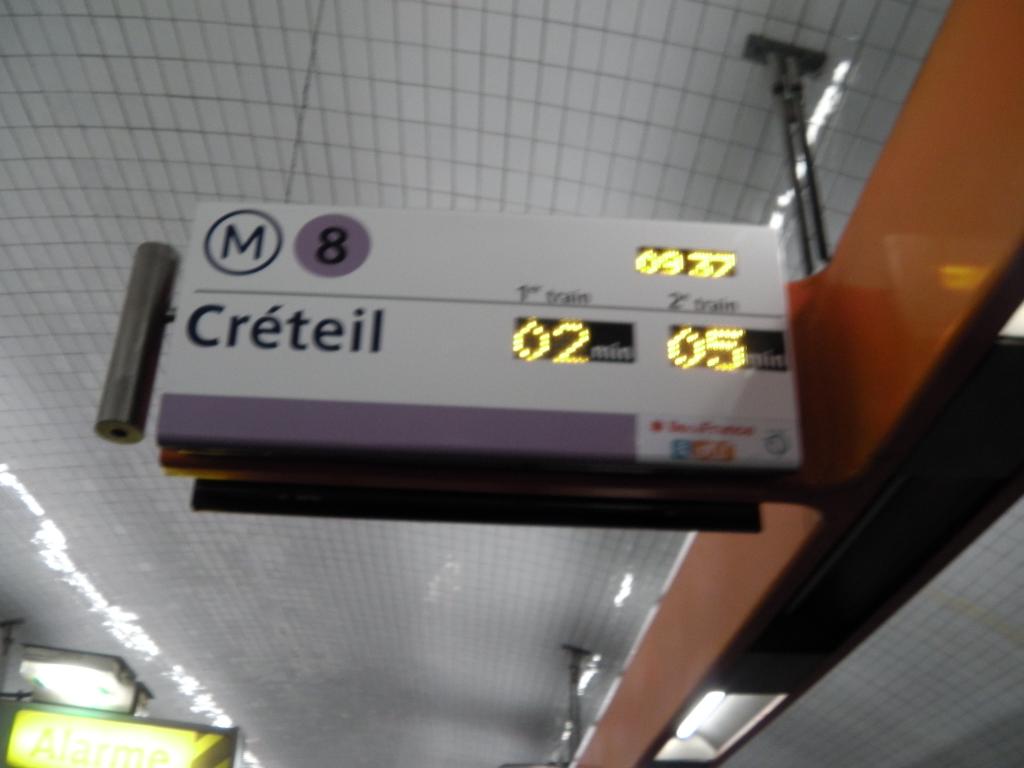 M 8 09 37
1er train 2e train
Créteil 02 min 05 min
Alarme